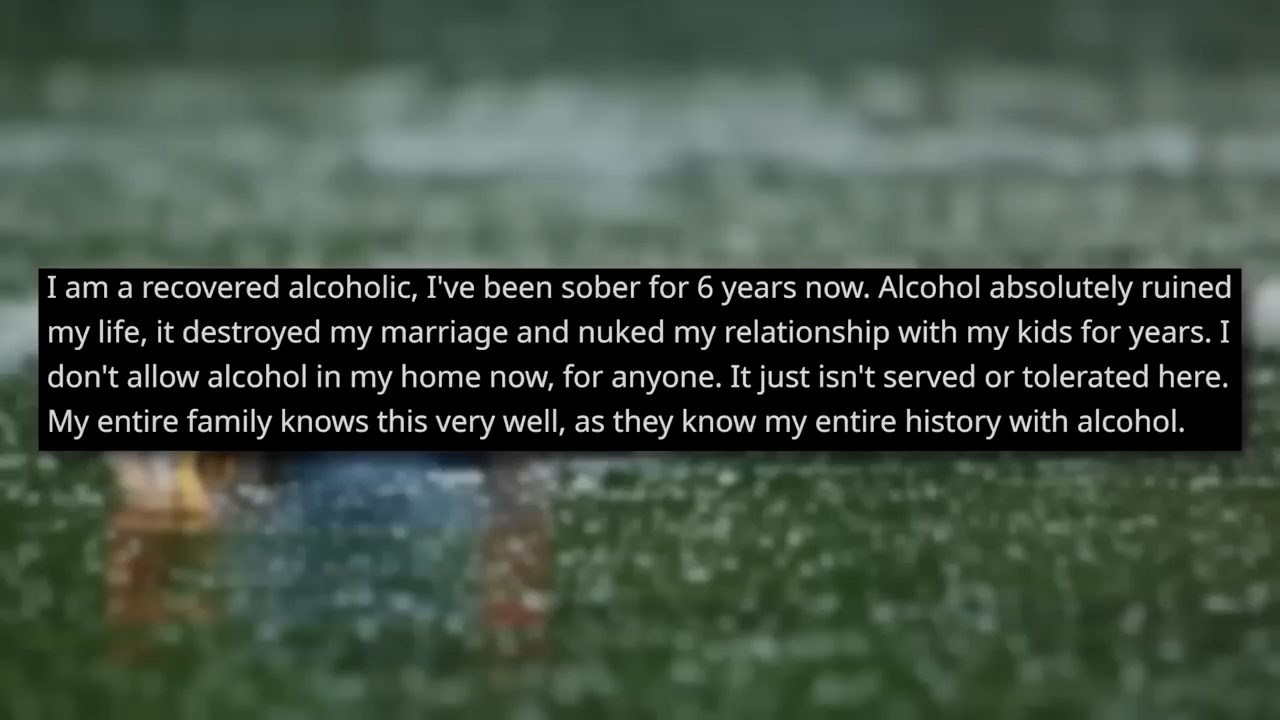 I am a recovered alcoholic, I've been sober for 6 years now. Alcohol absolutely ruined
my life, it destroyed my marriage and nuked my relationship with my kids for years. I
don't allow alcohol in my home now, for anyone. It just isn't served or tolerated here.
My entire family knows this very well, as they know my entire history with alcohol.